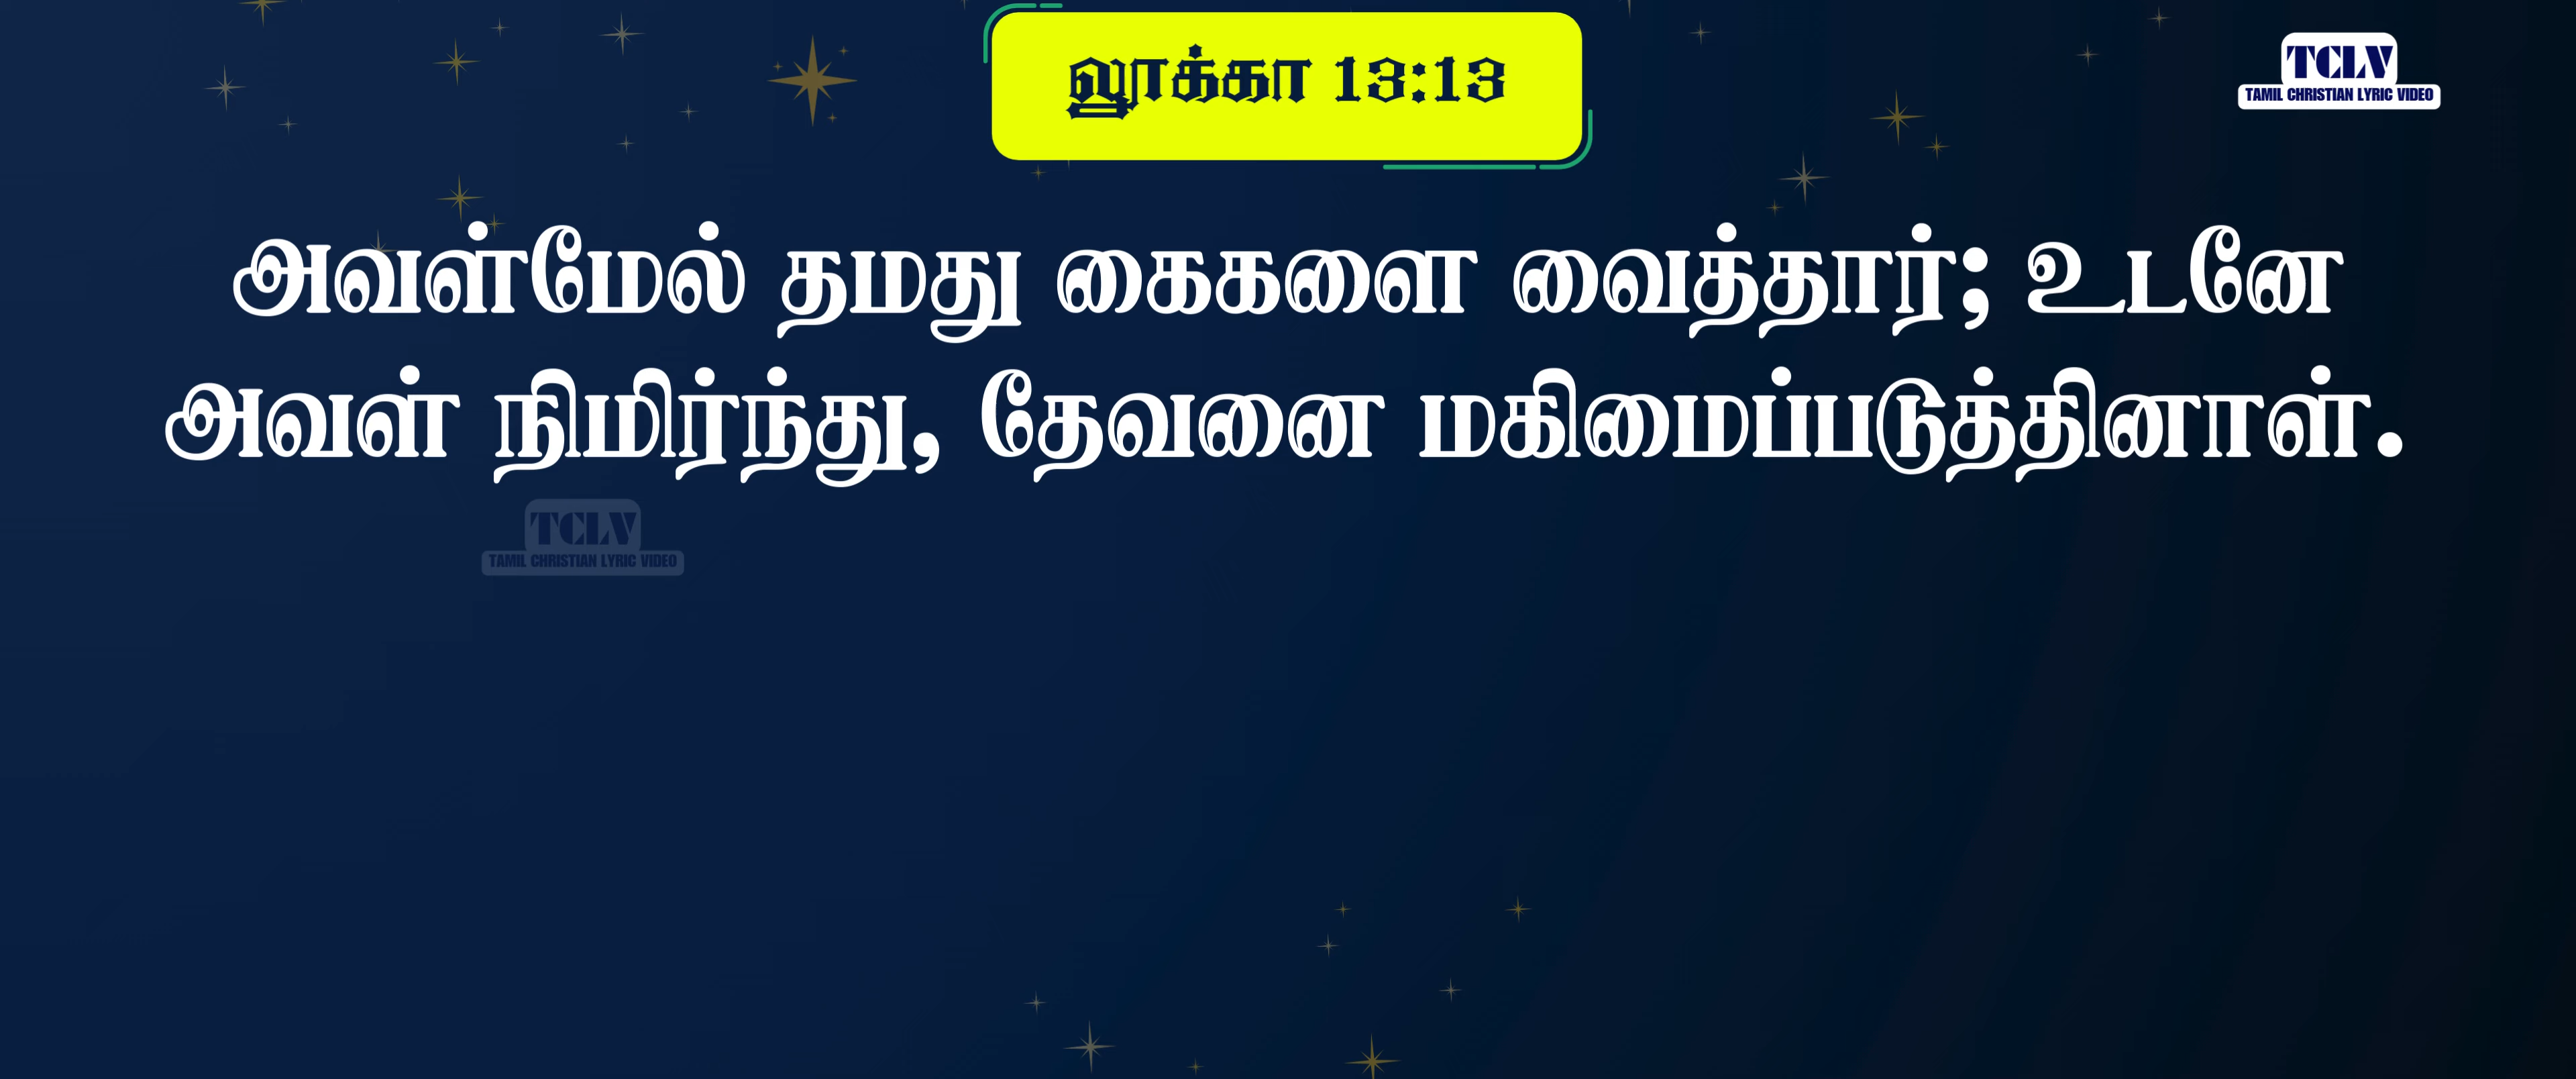 லூக்கா 13:13
TCLV
TAMIL CHRISTIAN LYRIC VIDEO
அவள்மேல் தமது கைகளை வைத்தார்; உடனே
அவள் நிமிர்ந்து, தேவனை மகிமைப்படுத்தினாள்.
TCLV
TAMIL CHRISTIAN LYRIC VIDEO